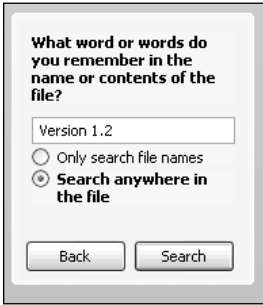 What word or words do
you remember in the
name or contents of the
file?
Version 1.2
Only search file names
Search anywhere in
the file
Back Search